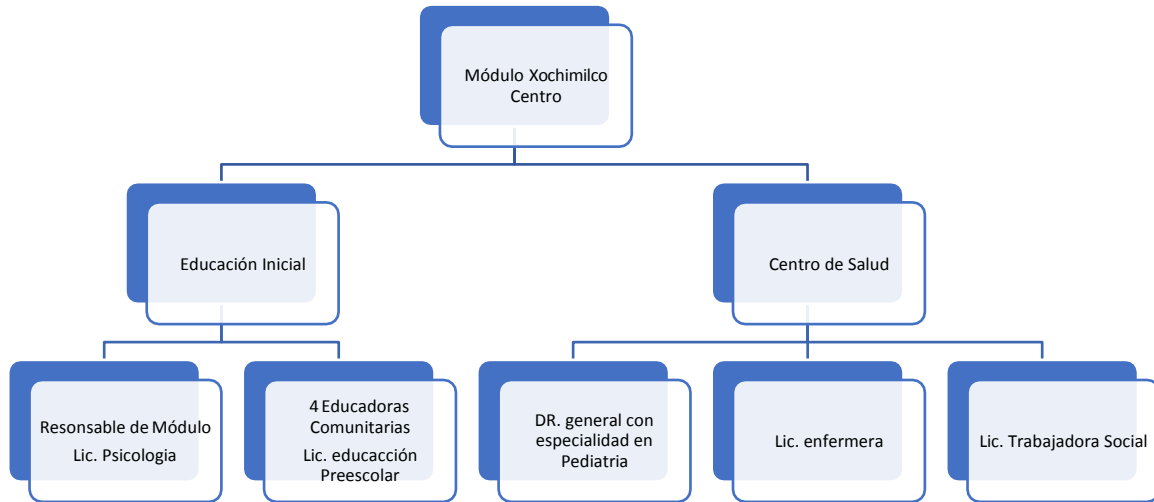 Módulo Xochimilco
Centro
Educación Inicial
Centro de Salud
Resonsable de Módulo
Lic. Psicologia
4 Educadoras
Comunitarias
Lic. educacción
Preescolar
DR. general con
especialidad en
Pediatria
Lic. enfermera
Lic. Trabajadora Social